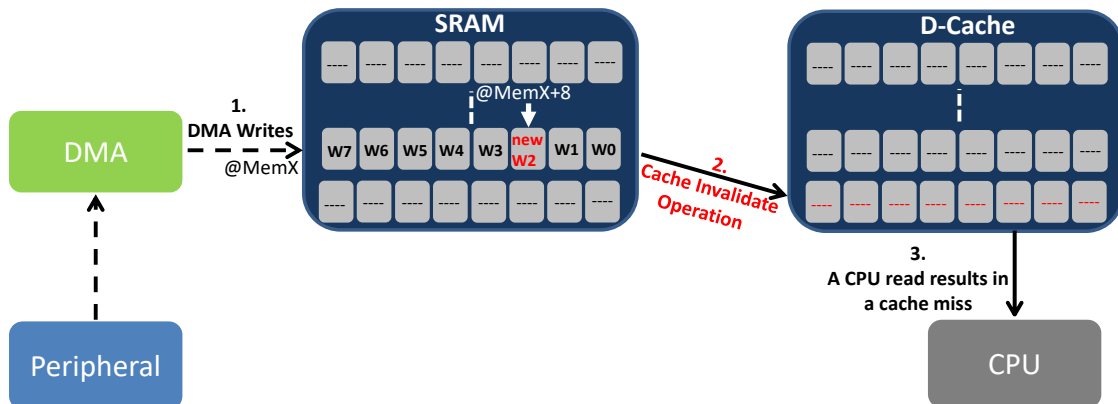 SRAM
---- ---- ---- ---- ---- ---- ---- ----
@MemX+8
W7 W6 W5 W4 W3 new W2 W1 W0
---- ---- ---- ---- ---- ---- ---- ----
D-Cache
---- ---- ---- ---- ---- ---- ---- ----
---- ---- ---- ---- ---- ---- ---- ----
---- ---- ---- ---- ---- ---- ---- ----
DMA
1.
DMA Writes
@MemX
2.
Cache Invalidate
Operation
3.
A CPU read results in
a cache miss
Peripheral
CPU